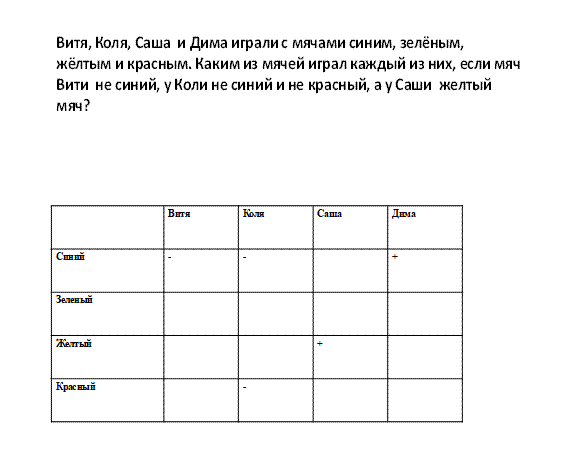 Витя, Коля, Саша и Дима играли с мячами синим, зелёным,
жёлтым и красным. Каким из мячей играл каждый из них, если мяч
Вити не синий, у Коли не синий и не красный, а у Саши желтый
мяч?
Витя Коля Саша Дима
Синий - - +
Зеленый
Желтый +
Красный -